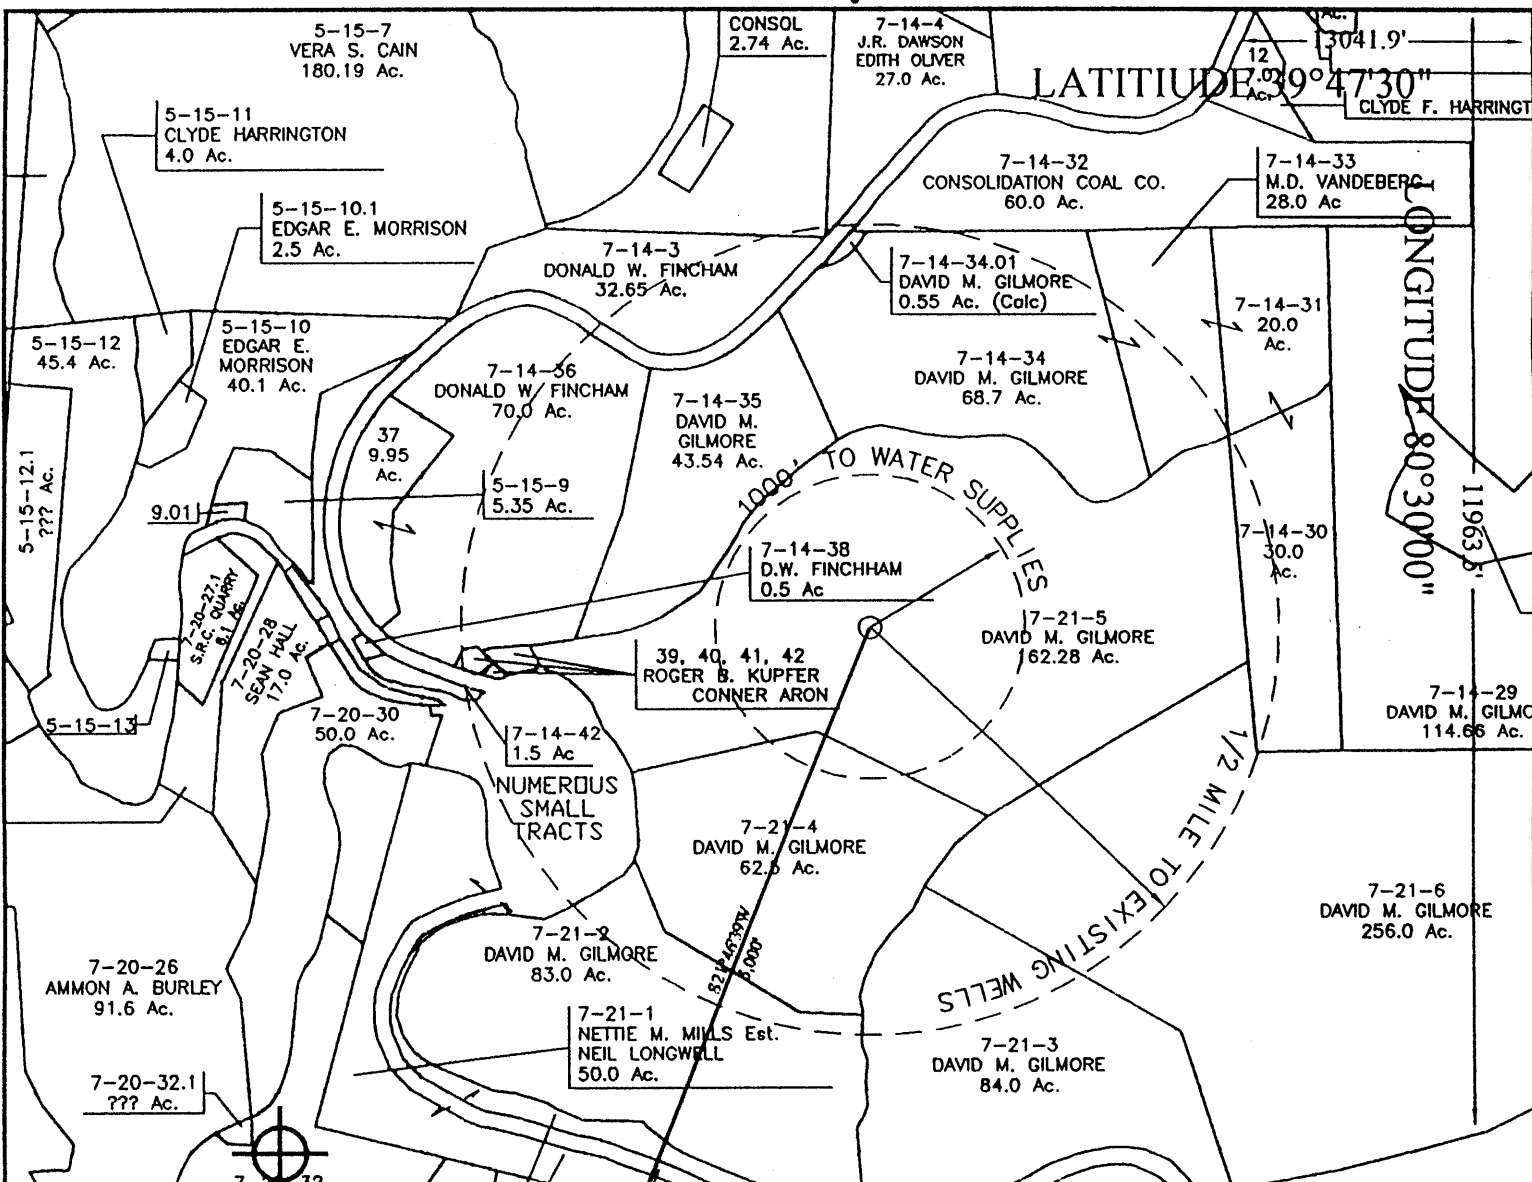 5-15-7
VERA S. CAIN
180.19 Ac.
CONSOL
2.74 Ac.
7-14-4
J.R. DAWSON
EDITH OLIVER
27.0 Ac.
Ac.
13041.9'
12
7.0
Ac.
LATITIUDE 39°47'30"
CLYDE F. HARRINGT
5-15-11
CLYDE HARRINGTON
4.0 Ac.
7-14-32
CONSOLIDATION COAL CO.
60.0 Ac.
7-14-33
M.D. VANDEBERG
28.0 Ac
5-15-10.1
EDGAR E. MORRISON
2.5 Ac.
7-14-3
DONALD W. FINCHAM
32.65 Ac.
7-14-34.01
DAVID M. GILMORE
0.55 Ac. (Calc)
LONGITUDE 80°30'00"
11963.5'
5-15-12
45.4 Ac.
5-15-10
EDGAR E.
MORRISON
40.1 Ac.
7-14-31
20.0
Ac.
7-14-36
DONALD W FINCHAM
70.0 Ac.
7-14-34
DAVID M. GILMORE
68.7 Ac.
7-14-35
DAVID M.
GILMORE
43.54 Ac.
37
9.95
Ac.
5-15-12.1
??? Ac.
1000' TO WATER SUPPLIES
5-15-9
5.35 Ac.
9.01
7-14-38
D.W. FINCHHAM
0.5 Ac
7-14-30
30.0
Ac.
7-20-27.1
S.R.C. QUARRY
6.1 Ac.
7-20-28
SEAN HALL
17.0 Ac.
7-21-5
DAVID M. GILMORE
162.28 Ac.
39, 40, 41, 42
ROGER B. KUPFER
CONNER ARON
5-15-13
7-20-30
50.0 Ac.
7-14-42
1.5 Ac
7-14-29
DAVID M. GILMO
114.66 Ac.
NUMEROUS
SMALL
TRACTS
1/2 MILE TO EXISTING WELLS
7-21-4
DAVID M. GILMORE
62.5 Ac.
7-21-6
DAVID M. GILMORE
256.0 Ac.
7-21-2
DAVID M. GILMORE
83.0 Ac.
7-20-26
AMMON A. BURLEY
91.6 Ac.
7-21-1
NETTIE M. MILLS Est.
NEIL LONGWELL
50.0 Ac.
7-21-3
DAVID M. GILMORE
84.0 Ac.
7-20-32.1
??? Ac.